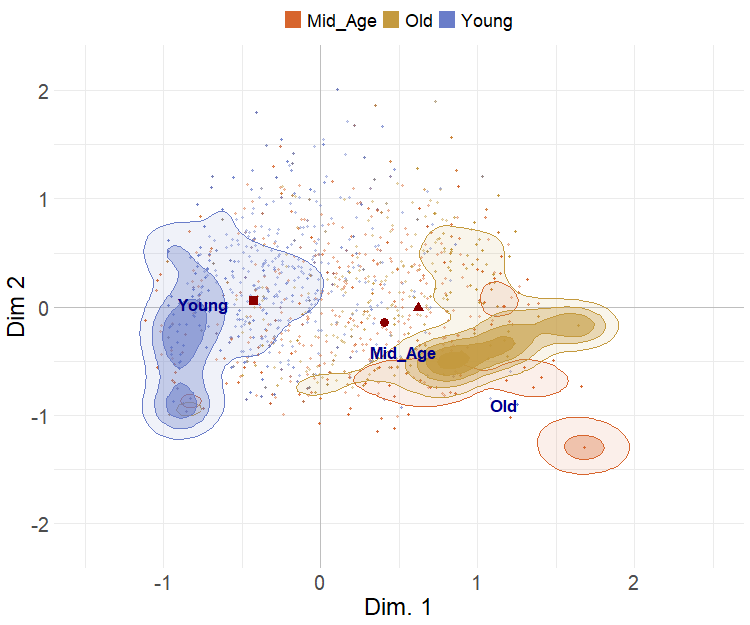 Mid_Age Old Young
2
1
0
-1
-2
Dim 2
Young
Mid_Age
Old
-1 0 1 2
Dim. 1